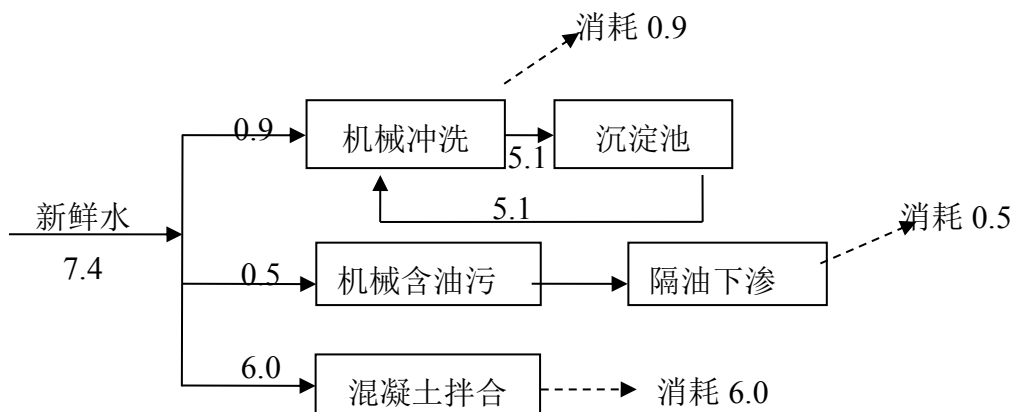 消耗 0.9
0.9
机械冲洗
5.1
沉淀池
5.1
新鲜水
7.4
消耗 0.5
0.5
机械含油污
隔油下渗
6.0
混凝土拌合
消耗 6.0